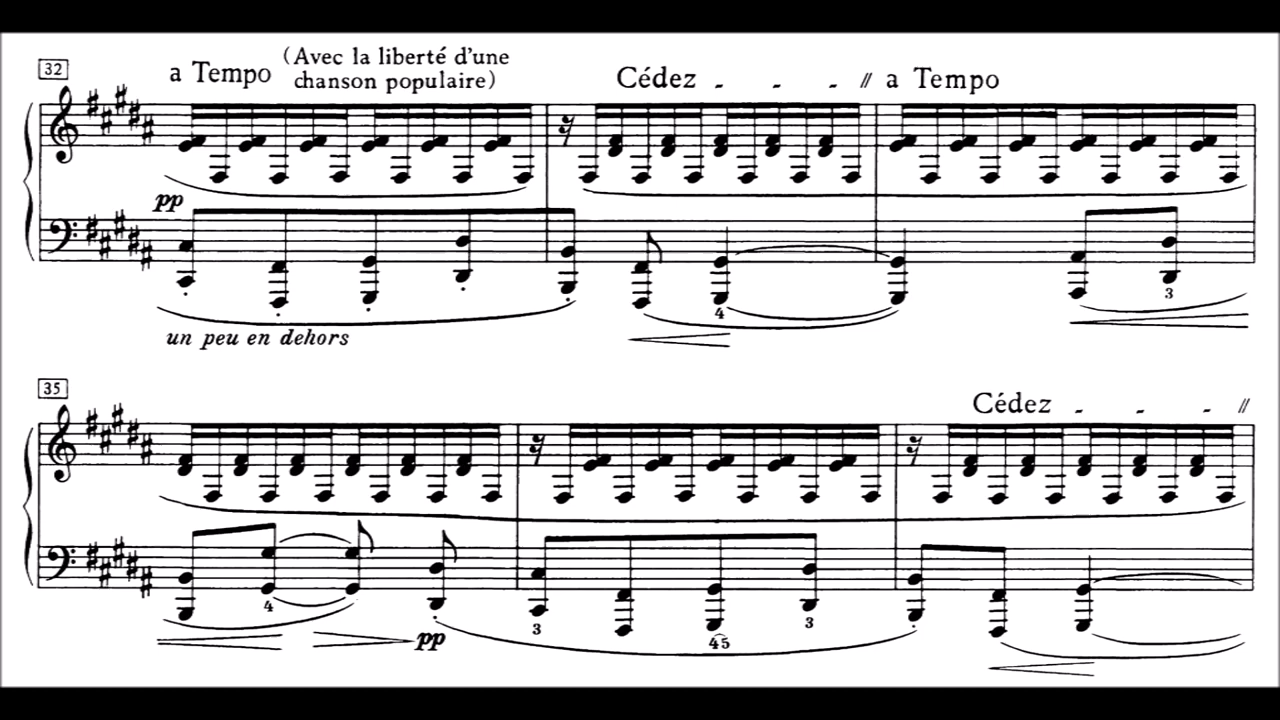 32
a Tempo (Avec la liberté d'une
chanson populaire)
Cédez - - - // a Tempo
pp
4
3
un peu en dehors
35
Cédez - - - //
4
pp
3
45
3